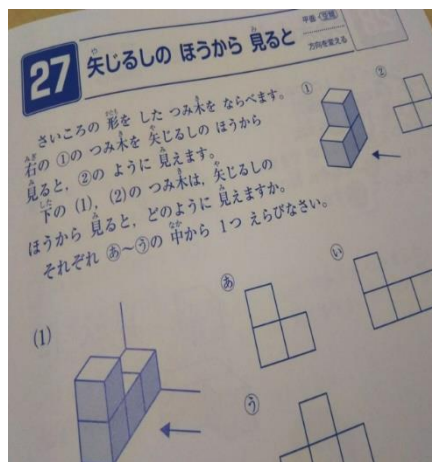 27
矢じるしの ほうから 見ると
方向を変える
さいころの 形を した つみ木を ならべます。
右の ①の つみ木を 矢じるしの ほうから
見ると，②の ように 見えます。
下の (1)，(2)の つみ木は，矢じるしの
ほうから 見ると，どのように 見えますか。
それぞれ あ〜うの 中から 1つ えらびなさい。
①
②
(1)
あ
い
う